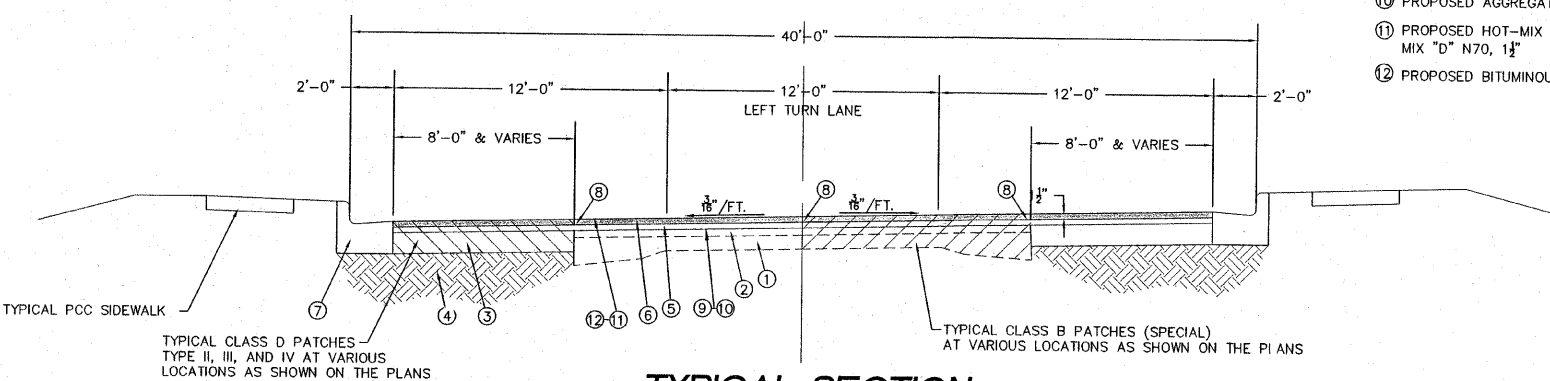 ⑩ PROPOSED AGGREGAT
⑪ PROPOSED HOT-MIX
MIX "D" N70, 1½"
⑫ PROPOSED BITUMINOU
40'-0"
2'-0" 12'-0" 12'-0" 12'-0" 2'-0"
LEFT TURN LANE
8'-0" & VARIES 8'-0" & VARIES
⑧ 3/16"/FT. ⑧ 3/16"/FT. ⑧ ½"
⑦ ④ ③ ⑫-⑪ ⑥ ⑤ ⑨-⑩ ② ①
TYPICAL PCC SIDEWALK
TYPICAL CLASS D PATCHES
TYPE II, III, AND IV AT VARIOUS
LOCATIONS AS SHOWN ON THE PLANS
TYPICAL CLASS B PATCHES (SPECIAL)
AT VARIOUS LOCATIONS AS SHOWN ON THE PLANS
TYPICAL SECTION